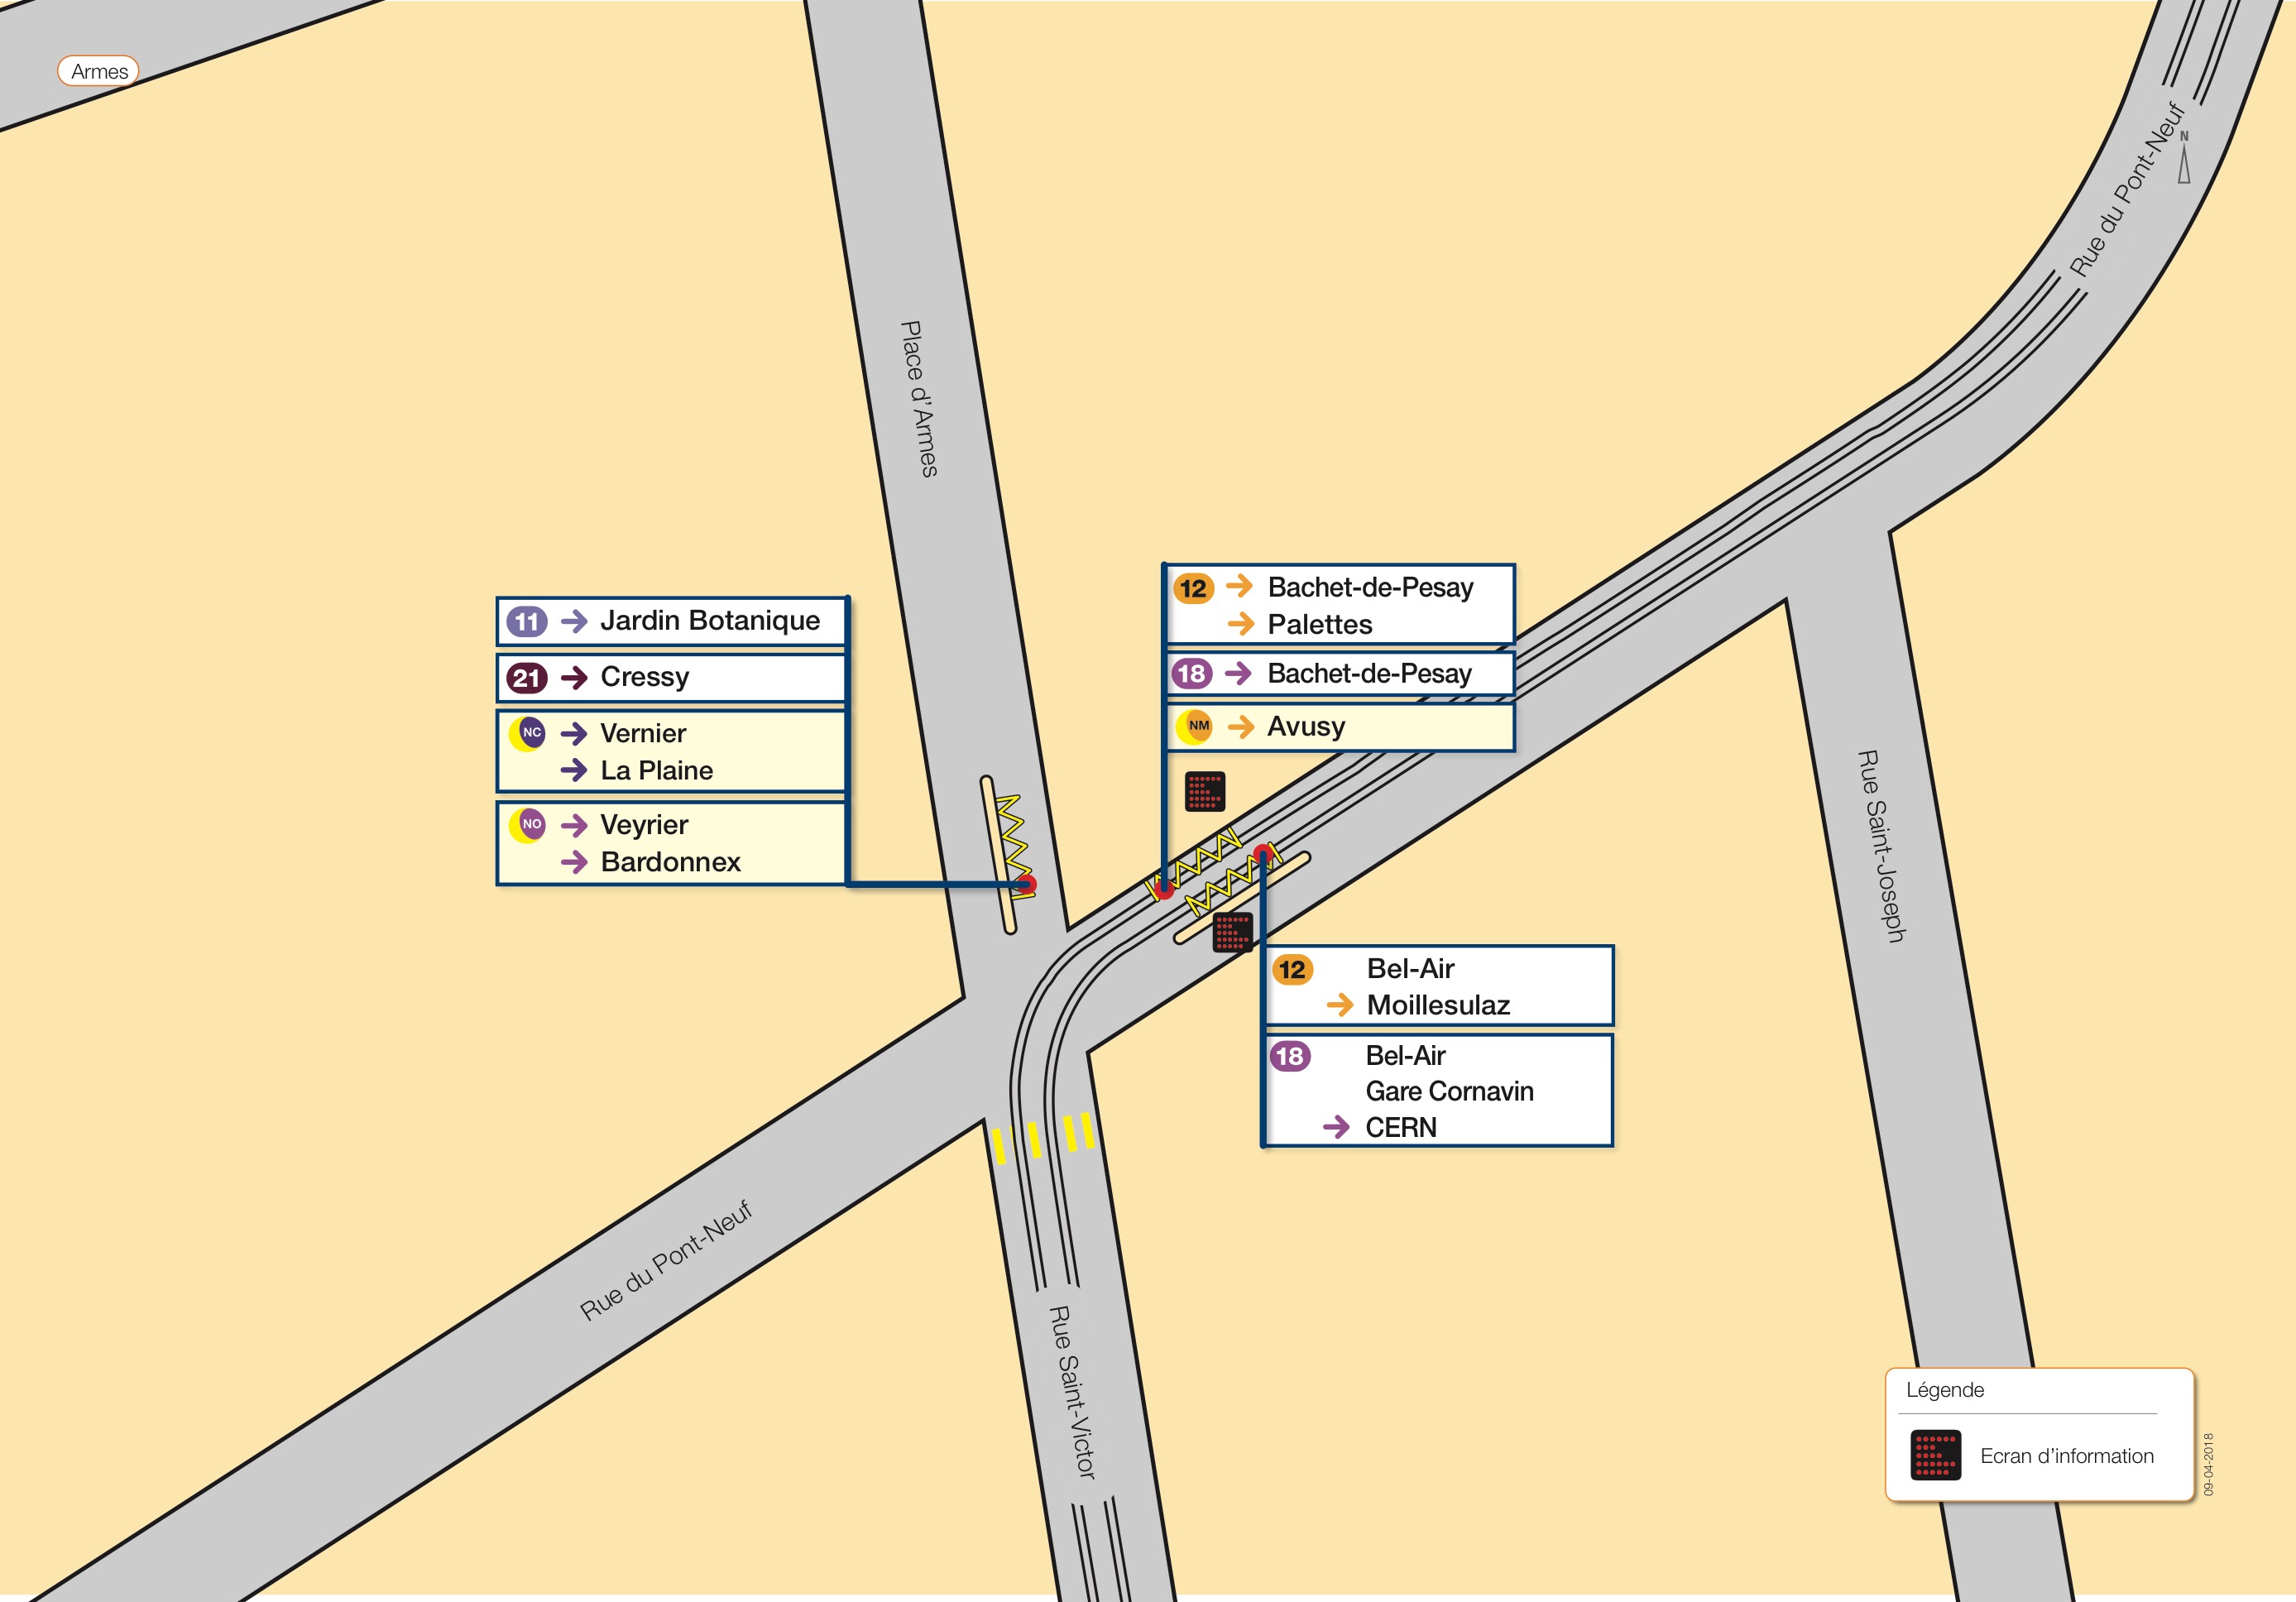 Armes
Rue du Pont-Neuf
N
Place d'Armes
11 → Jardin Botanique
21 → Cressy
NC → Vernier
→ La Plaine
NO → Veyrier
→ Bardonnex
12 → Bachet-de-Pesay
→ Palettes
18 → Bachet-de-Pesay
NM → Avusy
Rue Saint-Joseph
12 Bel-Air
→ Moillesulaz
18 Bel-Air
Gare Cornavin
→ CERN
Rue du Pont-Neuf
Rue Saint-Victor
Légende
Ecran d'information
09-04-2018